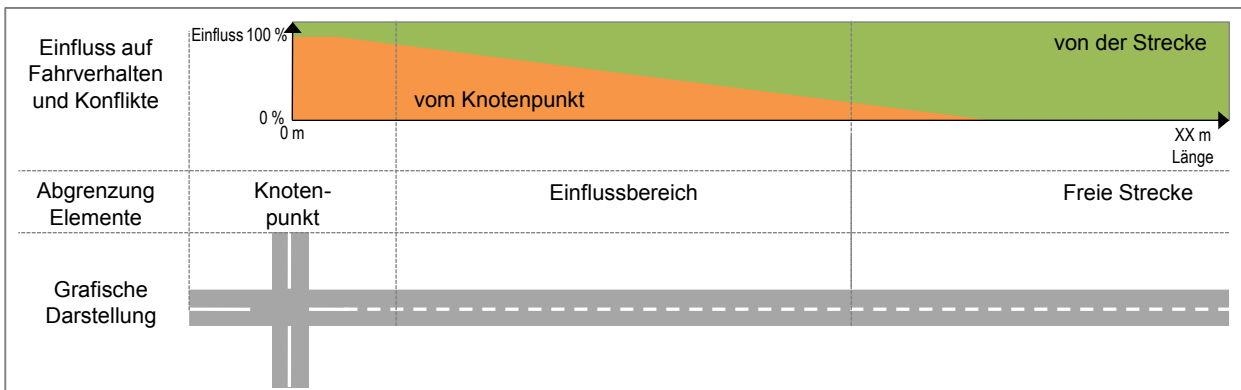 Einfluss auf
Fahrverhalten
und Konflikte
Einfluss 100 %
von der Strecke
vom Knotenpunkt
0 %
0 m
XX m
Länge
Abgrenzung
Elemente
Knoten-
punkt
Einflussbereich
Freie Strecke
Grafische
Darstellung